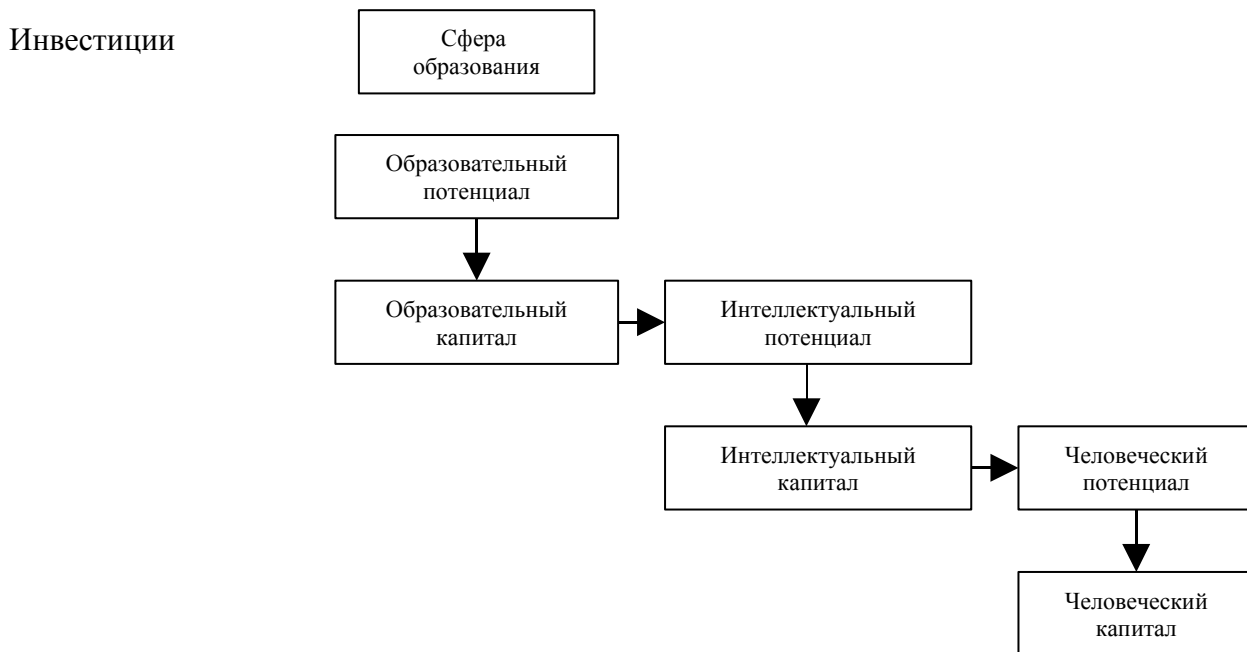 Инвестиции
Сфера
образования
Образовательный
потенциал
Образовательный
капитал
Интеллектуальный
потенциал
Интеллектуальный
капитал
Человеческий
потенциал
Человеческий
капитал